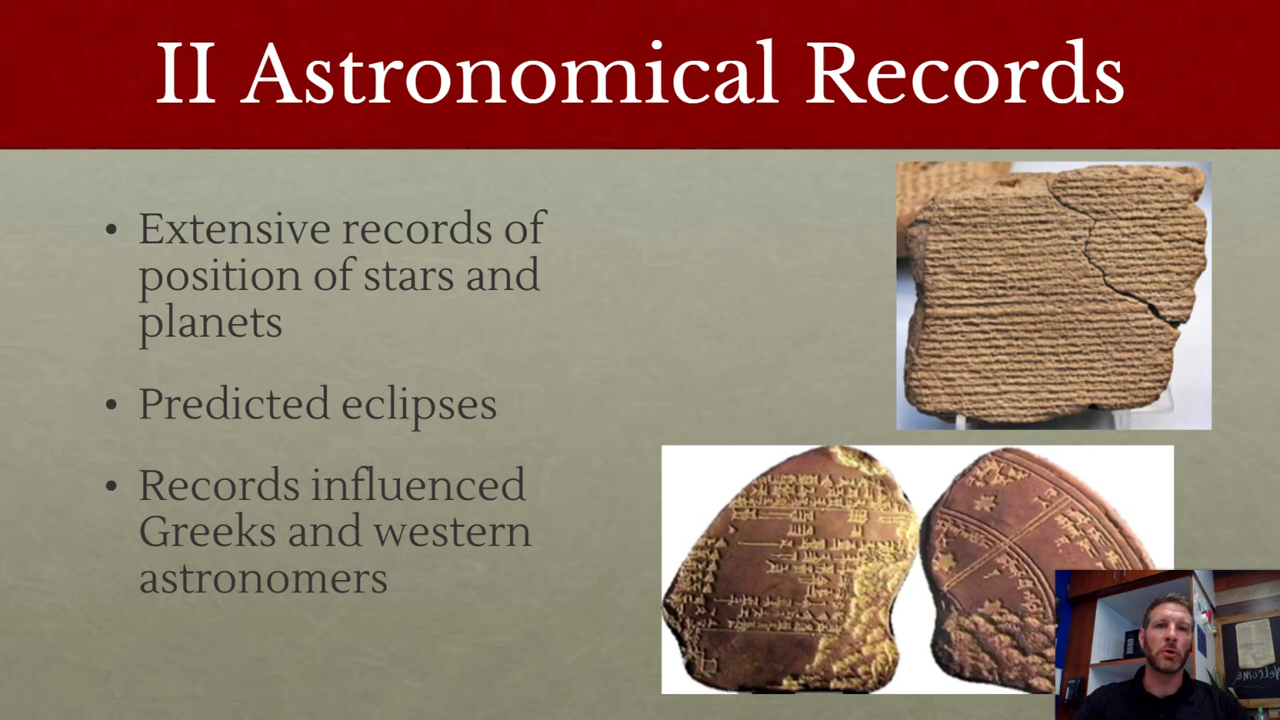 II Astronomical Records
• Extensive records of
position of stars and
planets
• Predicted eclipses
• Records influenced
Greeks and western
astronomers